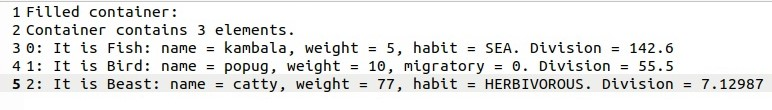 1 Filled container:
2 Container contains 3 elements.
3 0: It is Fish: name = kambala, weight = 5, habit = SEA. Division = 142.6
4 1: It is Bird: name = popug, weight = 10, migratory = 0. Division = 55.5
5 2: It is Beast: name = catty, weight = 77, habit = HERBIVOROUS. Division = 7.12987